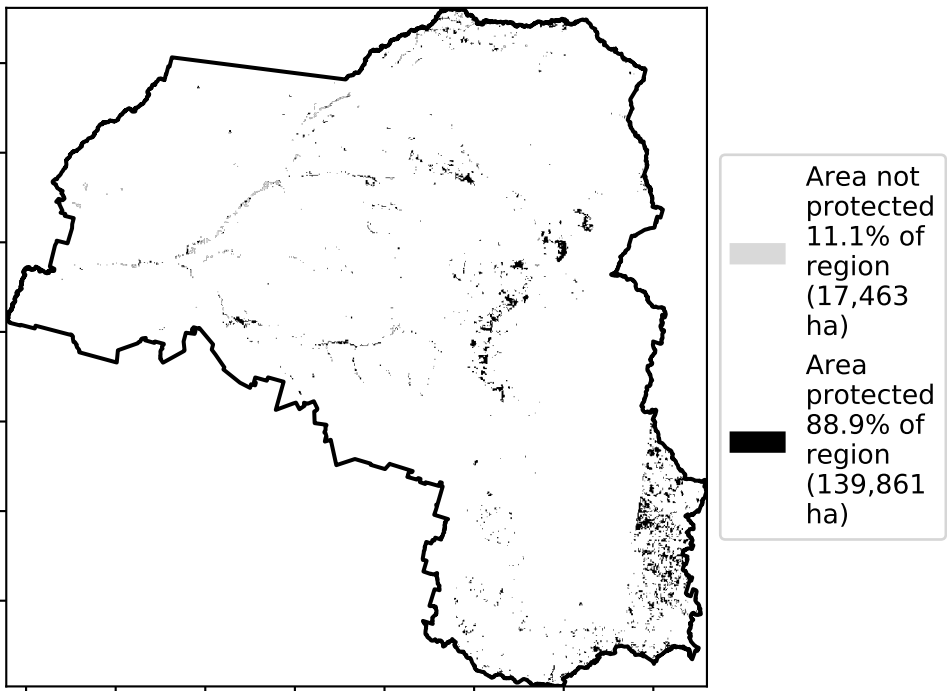 Area not
protected
11.1% of
region
(17,463
ha)
Area
protected
88.9% of
region
(139,861
ha)